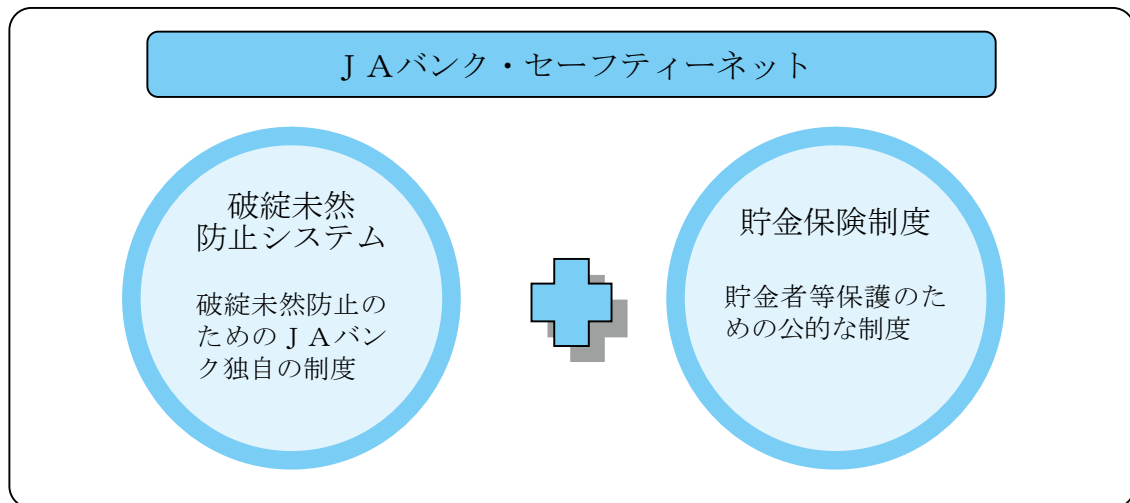 ＪＡバンク・セーフティーネット
破綻未然
防止システム
破綻未然防止の
ためのＪＡバン
ク独自の制度
貯金保険制度
貯金者等保護のた
めの公的な制度